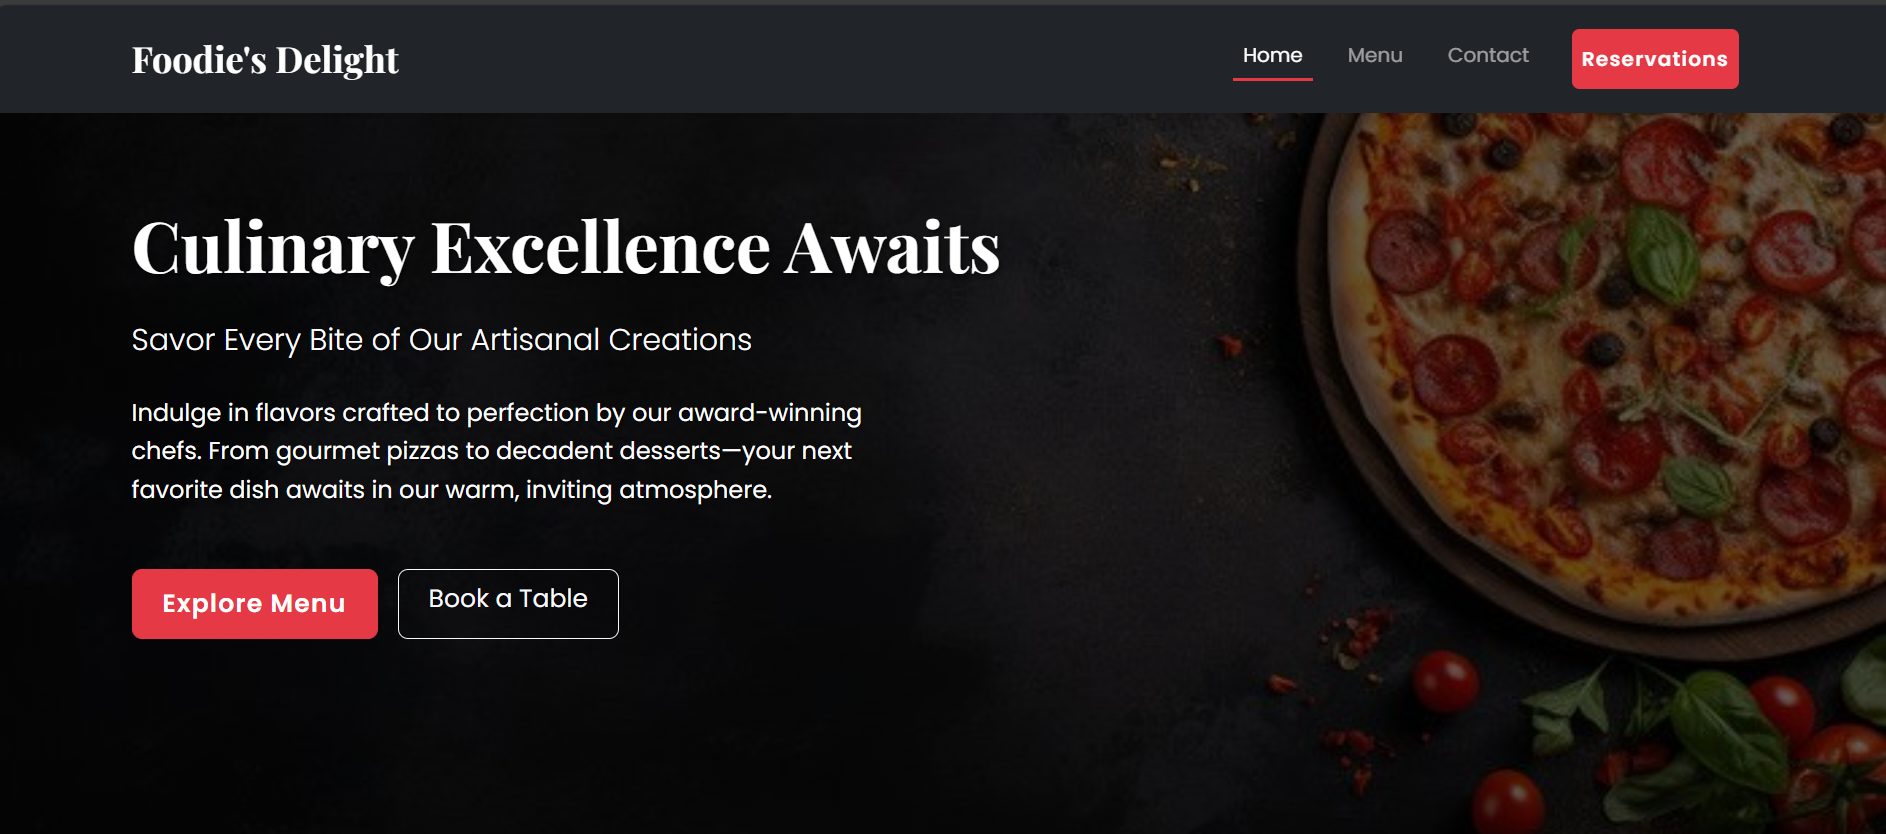 Foodie's Delight
Home Menu Contact Reservations
Culinary Excellence Awaits
Savor Every Bite of Our Artisanal Creations
Indulge in flavors crafted to perfection by our award-winning
chefs. From gourmet pizzas to decadent desserts—your next
favorite dish awaits in our warm, inviting atmosphere.
Explore Menu Book a Table